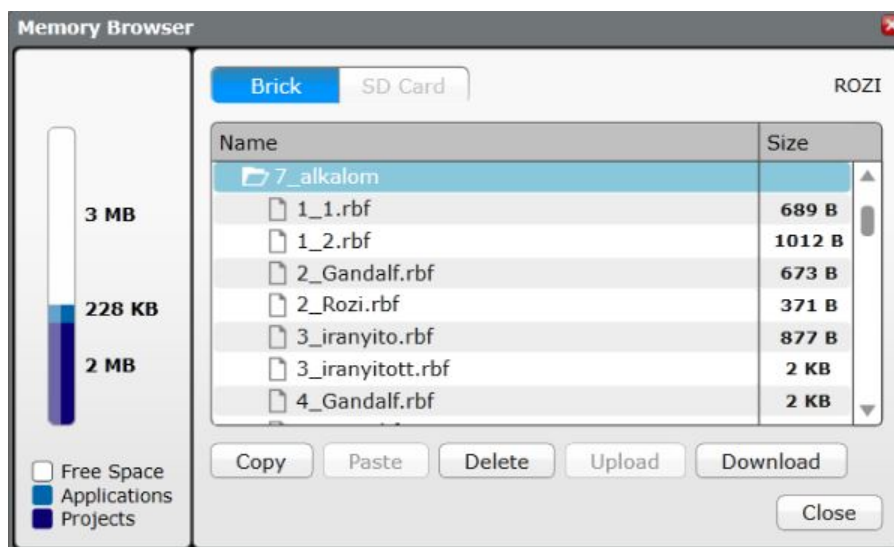 Memory Browser
Brick
SD Card
ROZI
Name
Size
7_alkalom
1_1.rbf
689 B
1_2.rbf
1012 B
2_Gandalf.rbf
673 B
2_Rozi.rbf
371 B
3_iranyito.rbf
877 B
3_iranyitott.rbf
2 KB
4_Gandalf.rbf
2 KB
3 MB
228 KB
2 MB
Free Space
Applications
Projects
Copy
Paste
Delete
Upload
Download
Close